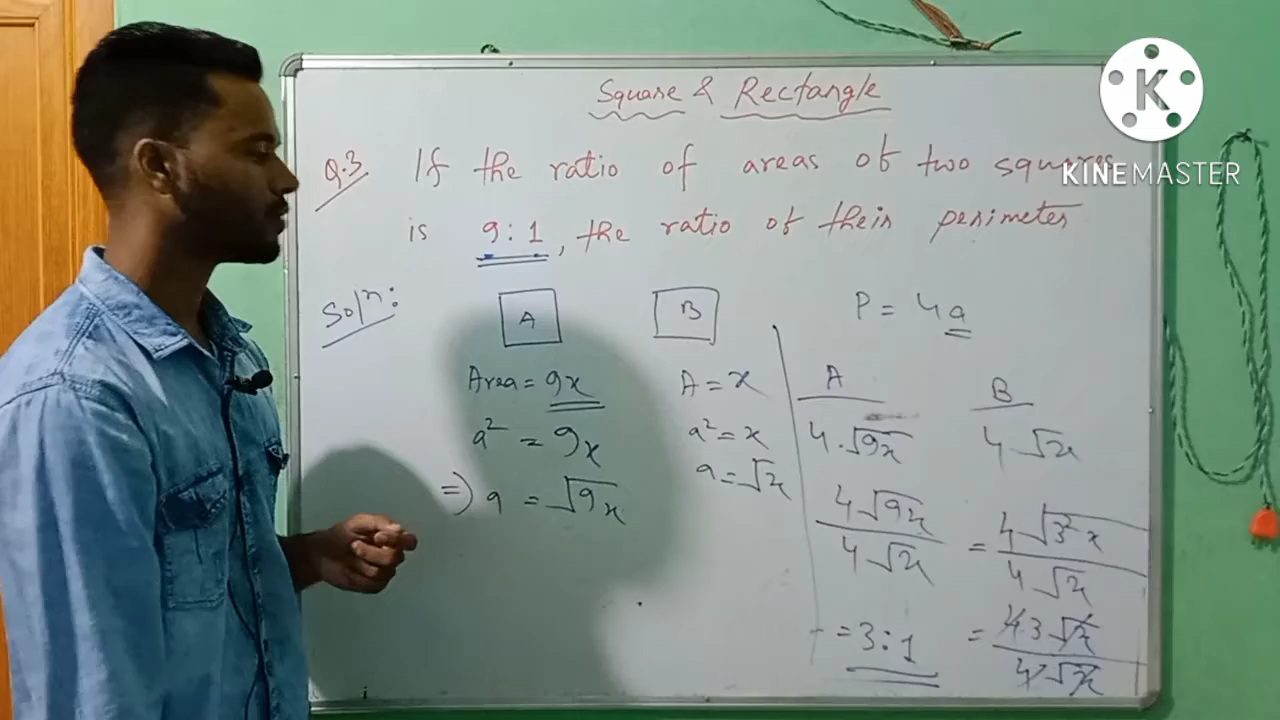 Square & Rectangle
Q.3 If the ratio of areas of two squares
is 9:1, the ratio of their perimeter
Solⁿ:
A
B
P = 4a
Area = 9x
A = x
a² = 9x
a² = x
=) a = √9x
a = √x
A
B
4.√9x
4.√x
4√9x / 4√x = 4√3²x / 4√x
= 4.3√x / 4√x
= 3:1
K
KINEMASTER